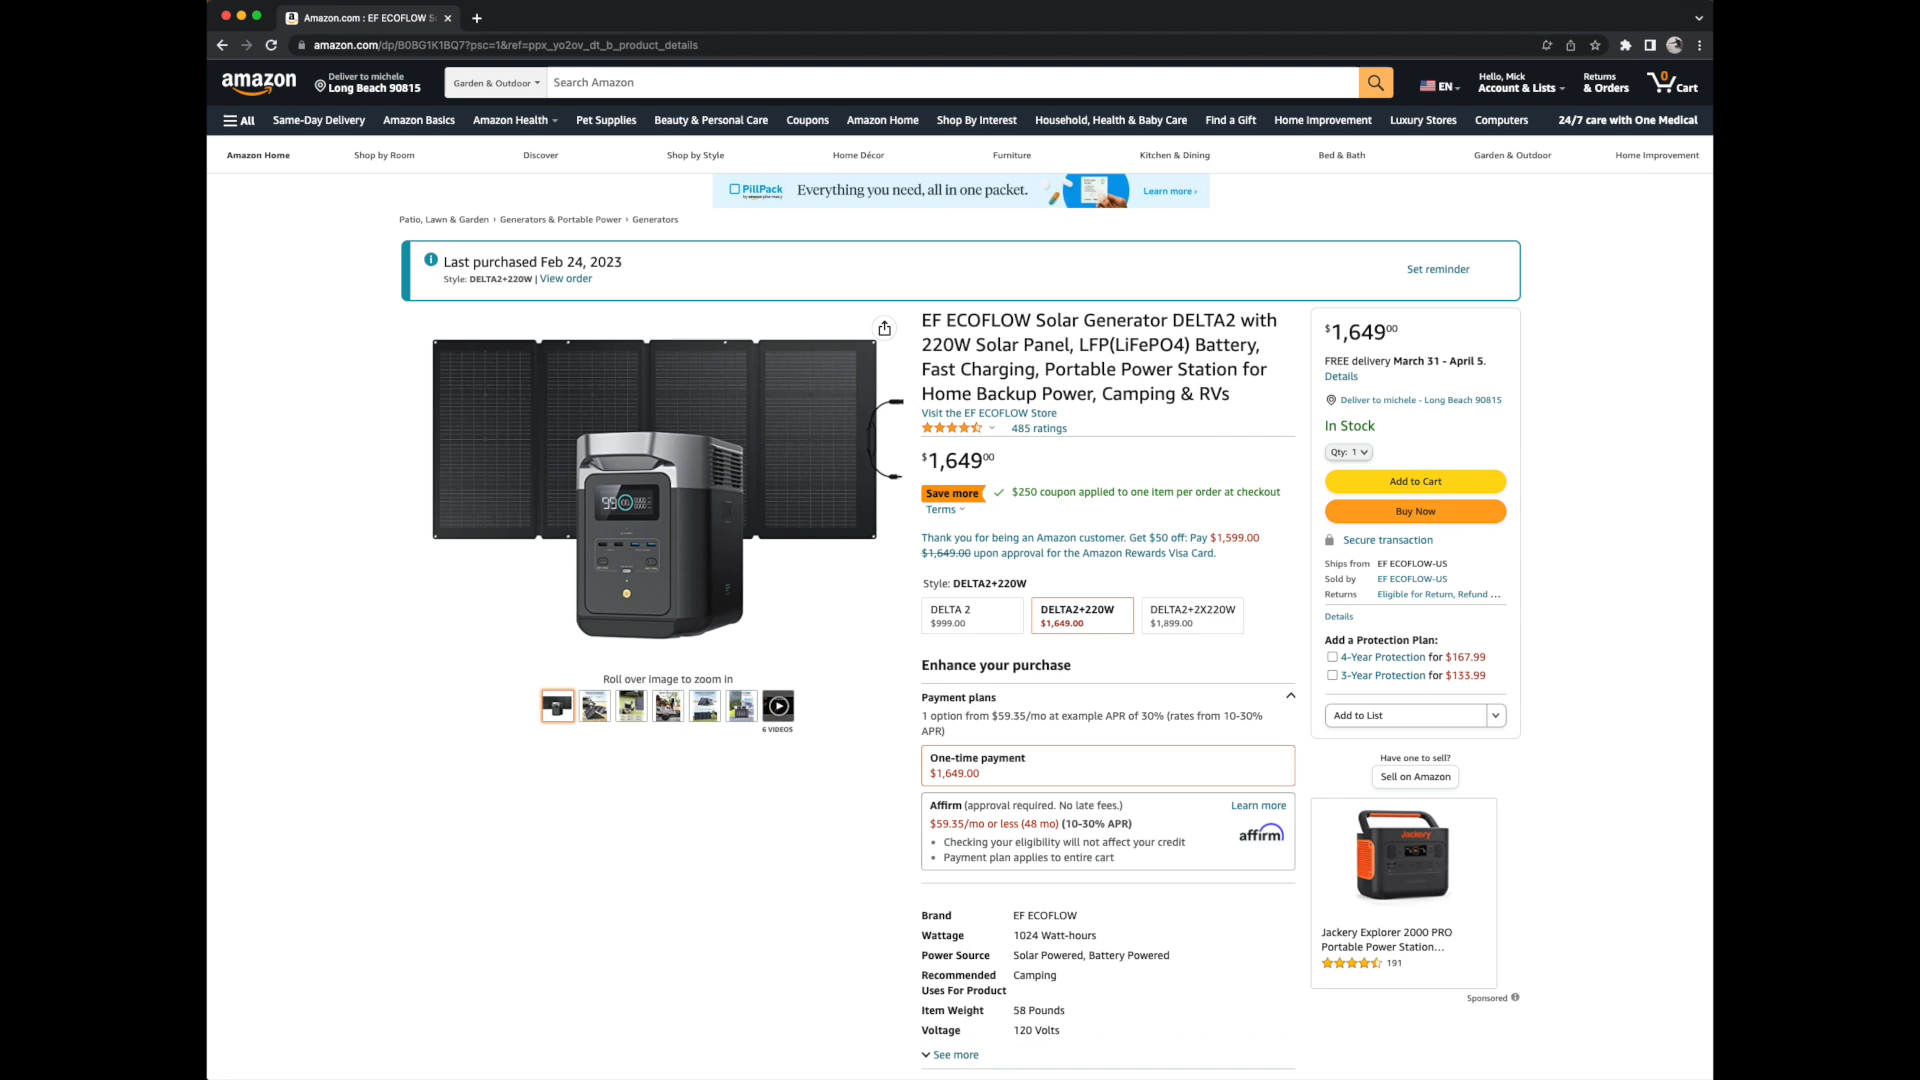 Amazon.com : EF ECOFLOW S
amazon.com/dp/B0BG1K1BQ7?psc=1&ref=ppx_yo2ov_dt_b_product_details
amazon
Deliver to michele
Long Beach 90815
Garden & Outdoor
Search Amazon
EN
Hello, Mick
Account & Lists
Returns
& Orders
0
Cart
All
Same-Day Delivery
Amazon Basics
Amazon Health
Pet Supplies
Beauty & Personal Care
Coupons
Amazon Home
Shop By Interest
Household, Health & Baby Care
Find a Gift
Home Improvement
Luxury Stores
Computers
24/7 care with One Medical
Amazon Home
Shop by Room
Discover
Shop by Style
Home Décor
Furniture
Kitchen & Dining
Bed & Bath
Garden & Outdoor
Home Improvement
PillPack
by amazon pharmacy
Everything you need, all in one packet.
Learn more ›
Patio, Lawn & Garden › Generators & Portable Power › Generators
Last purchased Feb 24, 2023
Style: DELTA2+220W | View order
Set reminder
EF ECOFLOW Solar Generator DELTA2 with
220W Solar Panel, LFP(LiFePO4) Battery,
Fast Charging, Portable Power Station for
Home Backup Power, Camping & RVs
Visit the EF ECOFLOW Store
485 ratings
$1,649.00
Save more
$250 coupon applied to one item per order at checkout
Terms
Thank you for being an Amazon customer. Get $50 off: Pay $1,599.00
$1,649.00 upon approval for the Amazon Rewards Visa Card.
Style: DELTA2+220W
DELTA 2
$999.00
DELTA2+220W
$1,649.00
DELTA2+2X220W
$1,899.00
Roll over image to zoom in
6 VIDEOS
Enhance your purchase
Payment plans
1 option from $59.35/mo at example APR of 30% (rates from 10-30%
APR)
One-time payment
$1,649.00
Affirm (approval required. No late fees.)
Learn more
$59.35/mo or less (48 mo) (10-30% APR)
affirm
• Checking your eligibility will not affect your credit
• Payment plan applies to entire cart
Brand EF ECOFLOW
Wattage 1024 Watt-hours
Power Source Solar Powered, Battery Powered
Recommended Camping
Uses For Product
Item Weight 58 Pounds
Voltage 120 Volts
See more
$1,649.00
FREE delivery March 31 - April 5.
Details
Deliver to michele - Long Beach 90815
In Stock
Qty: 1
Add to Cart
Buy Now
Secure transaction
Ships from EF ECOFLOW-US
Sold by EF ECOFLOW-US
Returns Eligible for Return, Refund ...
Details
Add a Protection Plan:
4-Year Protection for $167.99
3-Year Protection for $133.99
Add to List
Have one to sell?
Sell on Amazon
Jackery
Jackery Explorer 2000 PRO
Portable Power Station…
191
Sponsored